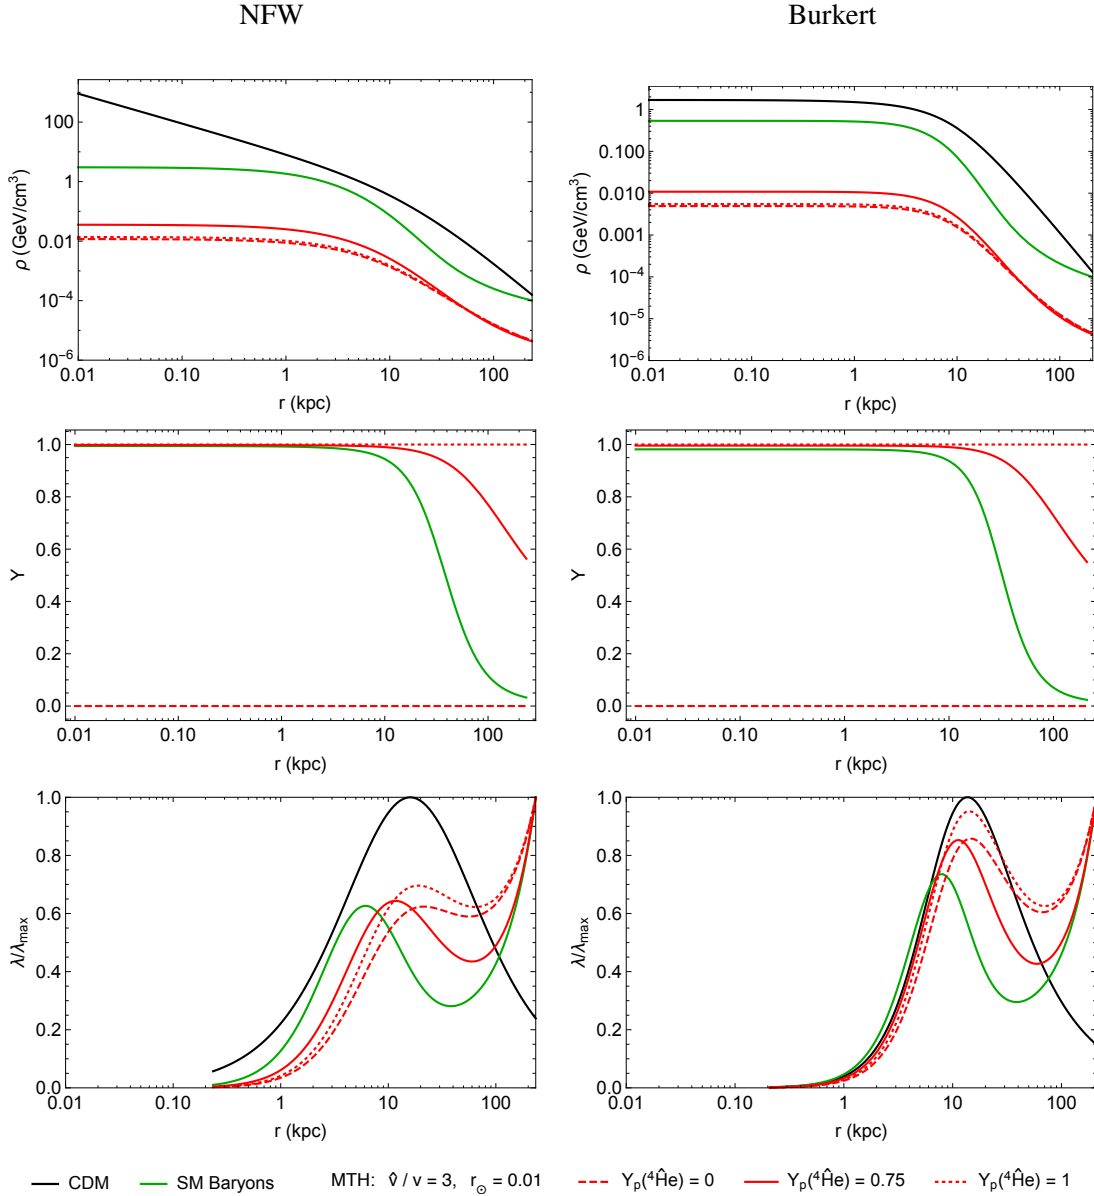 NFW
Burkert
100
1
0.01
10⁻⁴
10⁻⁶
ρ (GeV/cm³)
0.01 0.10 1 10 100
r (kpc)
1
0.100
0.010
0.001
10⁻⁴
10⁻⁵
10⁻⁶
ρ (GeV/cm³)
0.01 0.10 1 10 100
r (kpc)
1.0
0.8
0.6
0.4
0.2
0.0
Y
0.01 0.10 1 10 100
r (kpc)
1.0
0.8
0.6
0.4
0.2
0.0
Y
0.01 0.10 1 10 100
r (kpc)
1.0
0.8
0.6
0.4
0.2
0.0
λ/λmax
0.01 0.10 1 10 100
r (kpc)
1.0
0.8
0.6
0.4
0.2
0.0
λ/λmax
0.01 0.10 1 10 100
r (kpc)
CDM SM Baryons MTH: v̂ / v = 3, r⊙ = 0.01 Yp(⁴Ĥe) = 0 Yp(⁴Ĥe) = 0.75 Yp(⁴Ĥe) = 1